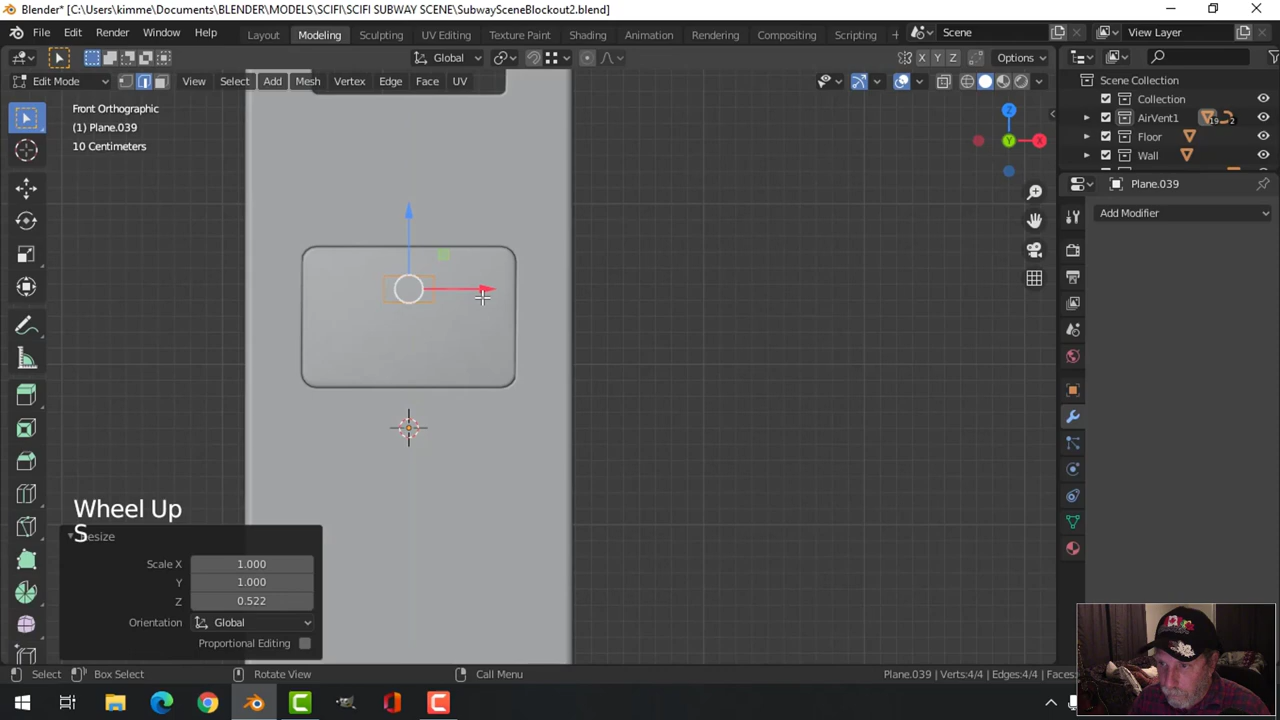 Blender* [C:\Users\kimme\Documents\BLENDER\MODELS\SCIFI\SCIFI SUBWAY SCENE\SubwaySceneBlockout2.blend]
File Edit Render Window Help
Layout Modeling Sculpting UV Editing Texture Paint Shading Animation Rendering Compositing Scripting
Scene
View Layer
Global
Options
Edit Mode
View Select Add Mesh Vertex Edge Face UV
X Y Z
Front Orthographic
(1) Plane.039
10 Centimeters
Z
Y
X
Scene Collection
Collection
AirVent1
19
2
Floor
Wall
Plane.039
Add Modifier
Wheel Up
S
Resize
Scale X 1.000
Y 1.000
Z 0.522
Orientation Global
Proportional Editing
Select
Box Select
Rotate View
Call Menu
Plane.039 | Verts:4/4 | Edges:4/4 | Faces: